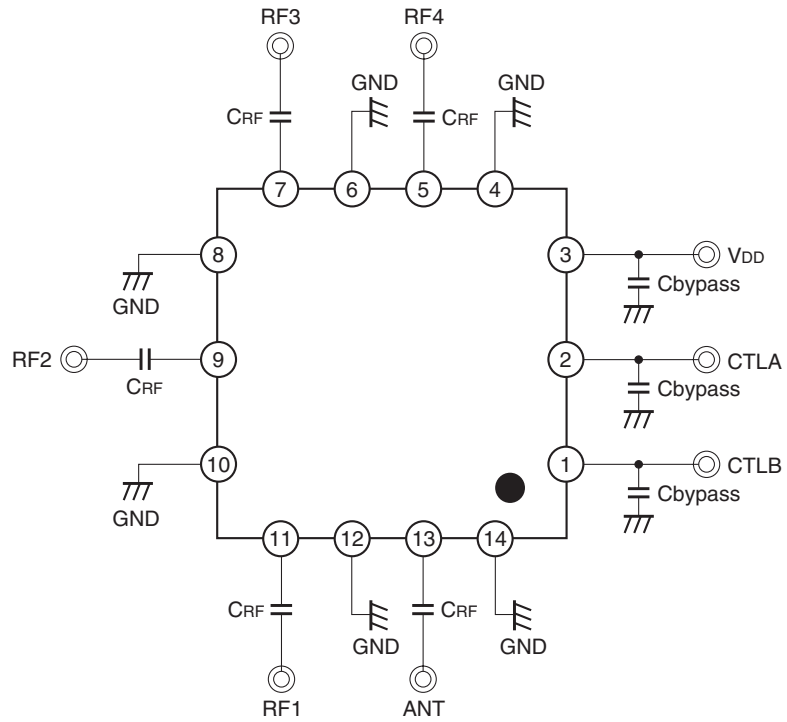 RF3
RF4
GND
GND
CRF
CRF
7
6
5
4
8
3
VDD
GND
Cbypass
RF2
9
2
CTLA
CRF
Cbypass
10
1
CTLB
GND
Cbypass
11
12
13
14
CRF
CRF
GND
GND
RF1
ANT